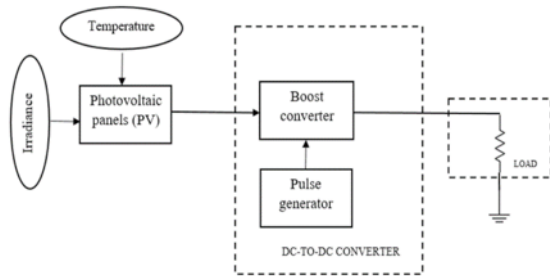 Temperature
Irradiance
Photovoltaic
panels (PV)
Boost
converter
Pulse
generator
LOAD
DC-TO-DC CONVERTER